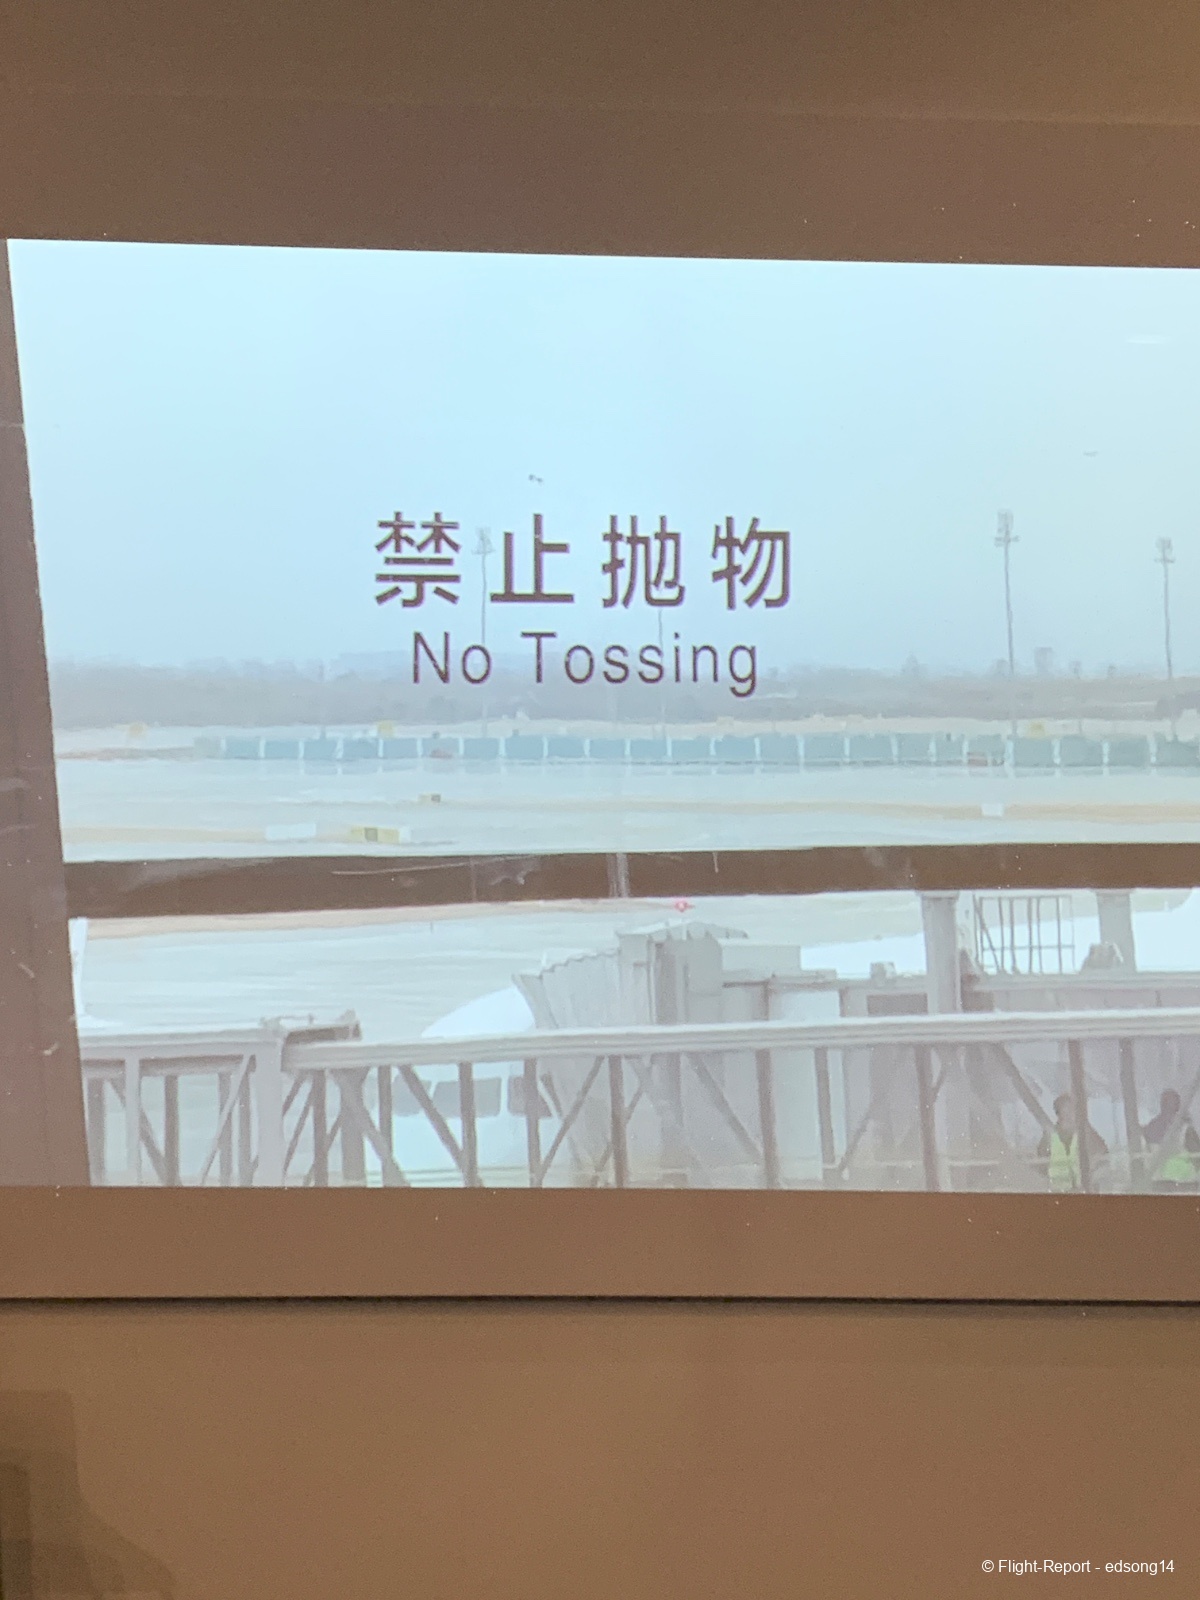 禁止抛物
No Tossing
© Flight-Report - edsong14